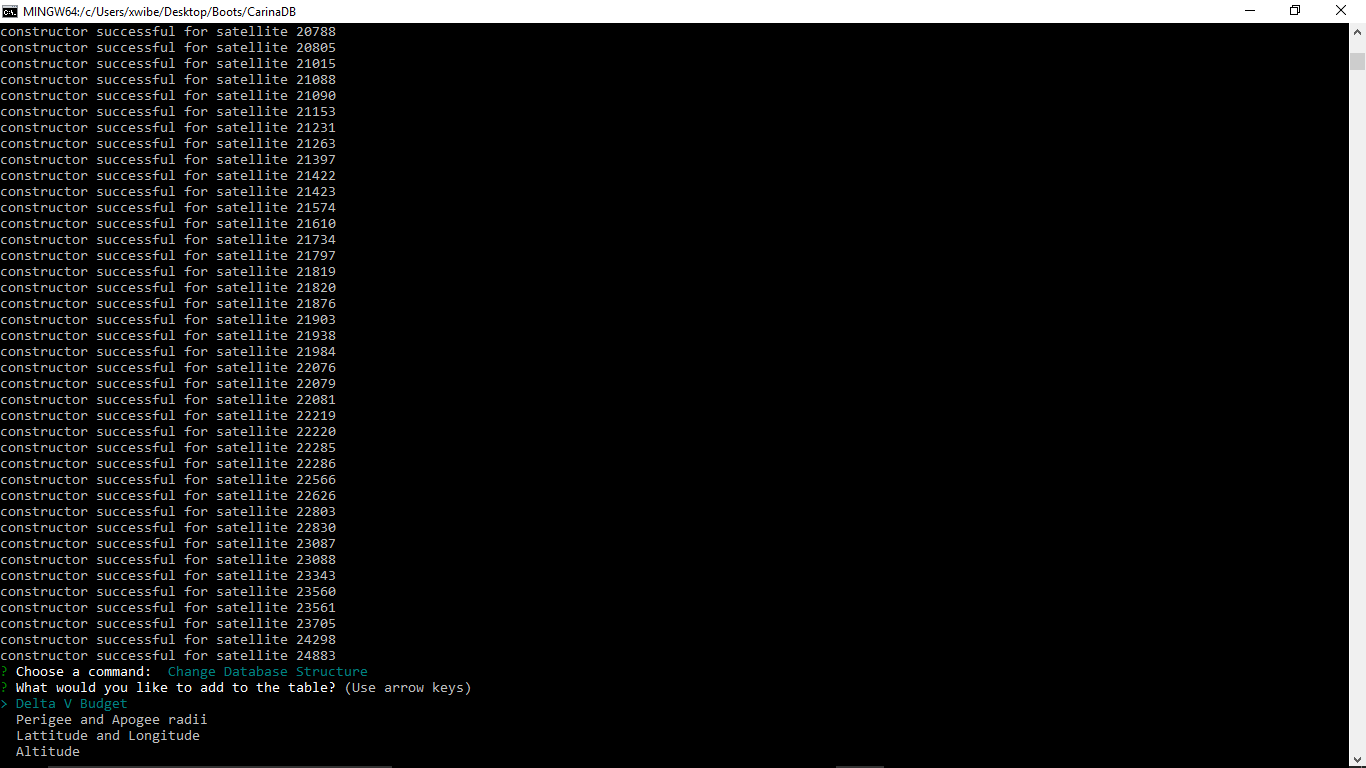 MINGW64:/c/Users/xwibe/Desktop/Boots/CarinaDB
constructor successful for satellite 20788
constructor successful for satellite 20805
constructor successful for satellite 21015
constructor successful for satellite 21088
constructor successful for satellite 21090
constructor successful for satellite 21153
constructor successful for satellite 21231
constructor successful for satellite 21263
constructor successful for satellite 21397
constructor successful for satellite 21422
constructor successful for satellite 21423
constructor successful for satellite 21574
constructor successful for satellite 21610
constructor successful for satellite 21734
constructor successful for satellite 21797
constructor successful for satellite 21819
constructor successful for satellite 21820
constructor successful for satellite 21876
constructor successful for satellite 21903
constructor successful for satellite 21938
constructor successful for satellite 21984
constructor successful for satellite 22076
constructor successful for satellite 22079
constructor successful for satellite 22081
constructor successful for satellite 22219
constructor successful for satellite 22220
constructor successful for satellite 22285
constructor successful for satellite 22286
constructor successful for satellite 22566
constructor successful for satellite 22626
constructor successful for satellite 22803
constructor successful for satellite 22830
constructor successful for satellite 23087
constructor successful for satellite 23088
constructor successful for satellite 23343
constructor successful for satellite 23560
constructor successful for satellite 23561
constructor successful for satellite 23705
constructor successful for satellite 24298
constructor successful for satellite 24883
? Choose a command:  Change Database Structure
? What would you like to add to the table? (Use arrow keys)
> Delta V Budget
  Perigee and Apogee radii
  Lattitude and Longitude
  Altitude